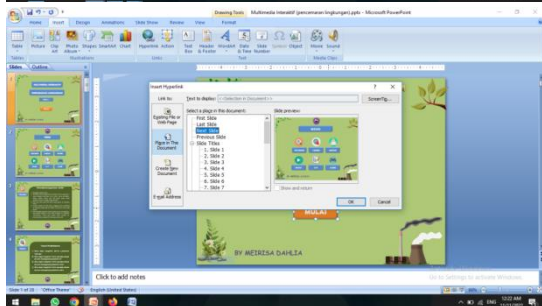 Drawing Tools
Multimedia Interaktif (pencemaran lingkungan).pptx - Microsoft PowerPoint
Home Insert Design Animations Slide Show Review View Format
Table Picture Clip Art Photo Album Shapes SmartArt Chart Hyperlink Action Text Box Header & Footer WordArt Date & Time Slide Number Symbol Object Movie Sound
Tables Illustrations Links Text Media Clips
Slides Outline
Insert Hyperlink
Link to:
Text to display: <<Selection in Document>>
ScreenTip...
Existing File or Web Page
Place in This Document
Create New Document
E-mail Address
Select a place in this document:
First Slide
Last Slide
Next Slide
Previous Slide
Slide Titles
1. Slide 1
2. Slide 2
3. Slide 3
4. Slide 4
5. Slide 5
6. Slide 6
7. Slide 7
Slide preview:
Show and return
OK Cancel
MULAI
BY MEIRISA DAHLIA
Click to add notes
Go to Settings to activate Windows.
"Office Theme" English (United States)
ENG